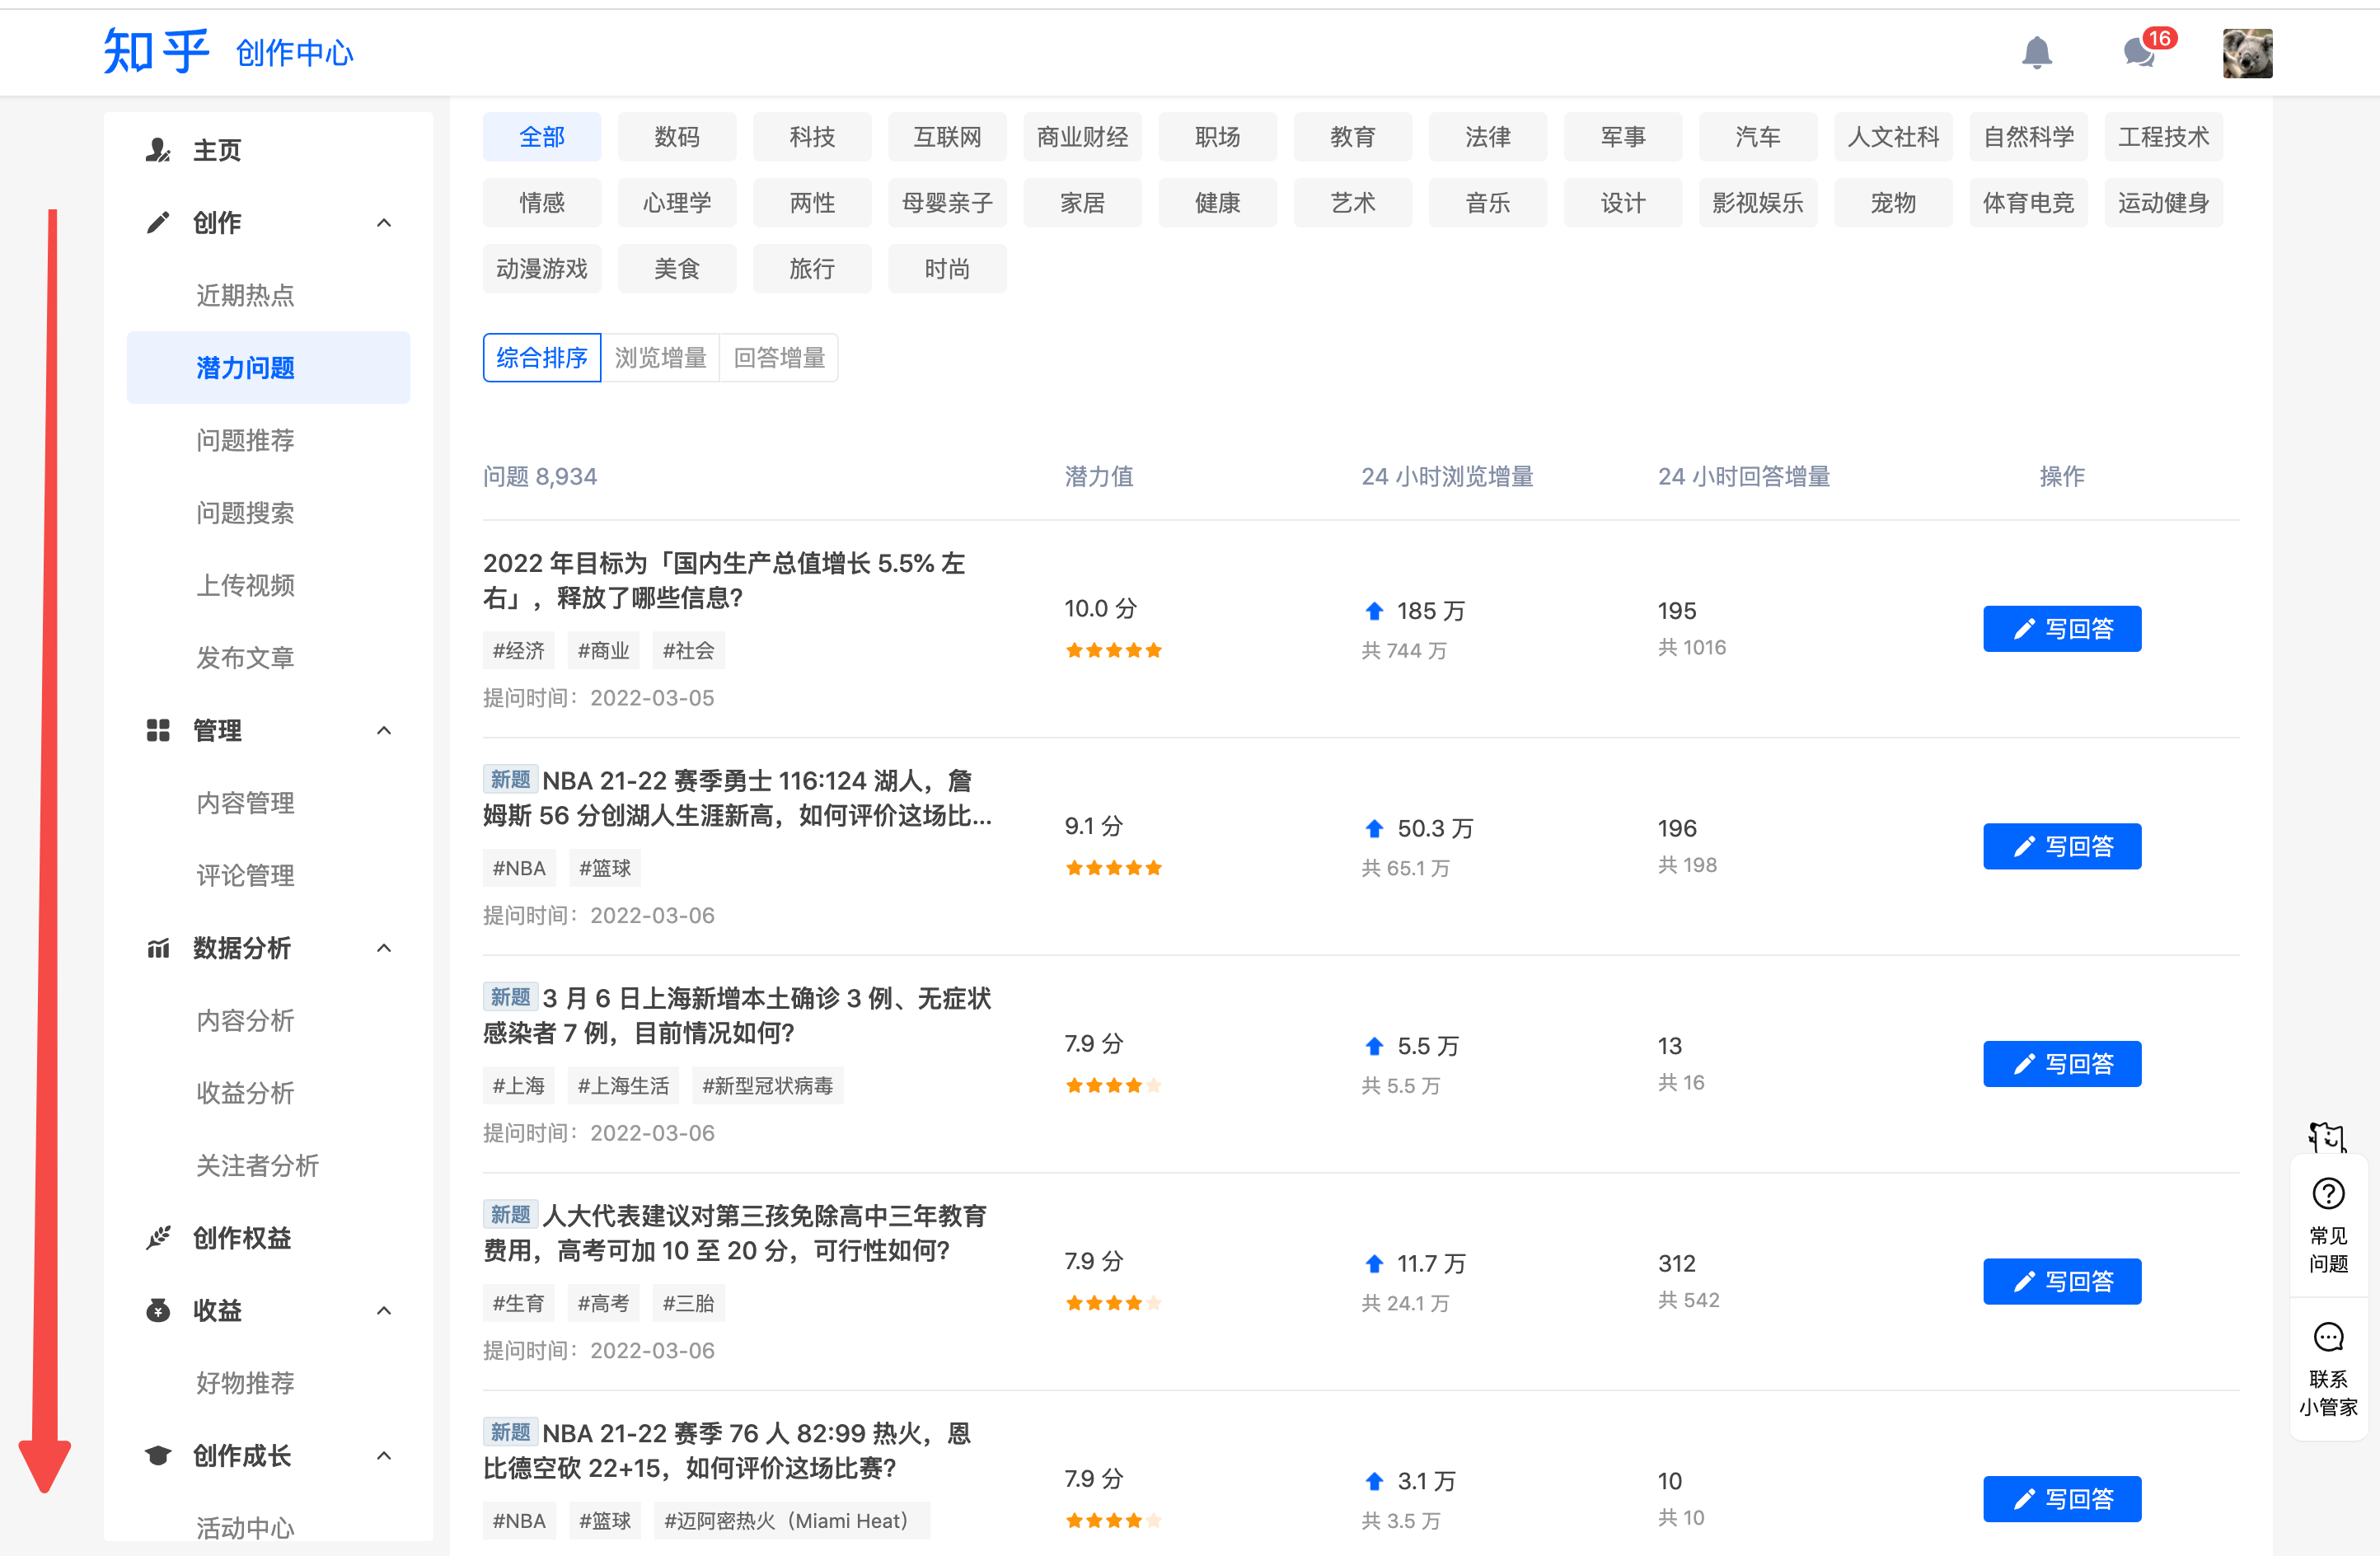 知乎 创作中心
16
主页
创作
近期热点
潜力问题
问题推荐
问题搜索
上传视频
发布文章
管理
内容管理
评论管理
数据分析
内容分析
收益分析
关注者分析
创作权益
收益
好物推荐
创作成长
活动中心
全部 数码 科技 互联网 商业财经 职场 教育 法律 军事 汽车 人文社科 自然科学 工程技术
情感 心理学 两性 母婴亲子 家居 健康 艺术 音乐 设计 影视娱乐 宠物 体育电竞 运动健身
动漫游戏 美食 旅行 时尚
综合排序 浏览增量 回答增量
问题 8,934 潜力值 24 小时浏览增量 24 小时回答增量 操作
2022 年目标为「国内生产总值增长 5.5% 左
右」，释放了哪些信息？
#经济 #商业 #社会
提问时间：2022-03-05
10.0 分
185 万
共 744 万
195
共 1016
写回答
新题 NBA 21-22 赛季勇士 116:124 湖人，詹
姆斯 56 分创湖人生涯新高，如何评价这场比...
#NBA #篮球
提问时间：2022-03-06
9.1 分
50.3 万
共 65.1 万
196
共 198
写回答
新题 3 月 6 日上海新增本土确诊 3 例、无症状
感染者 7 例，目前情况如何？
#上海 #上海生活 #新型冠状病毒
提问时间：2022-03-06
7.9 分
5.5 万
共 5.5 万
13
共 16
写回答
新题 人大代表建议对第三孩免除高中三年教育
费用，高考可加 10 至 20 分，可行性如何？
#生育 #高考 #三胎
提问时间：2022-03-06
7.9 分
11.7 万
共 24.1 万
312
共 542
写回答
新题 NBA 21-22 赛季 76 人 82:99 热火，恩
比德空砍 22+15，如何评价这场比赛？
#NBA #篮球 #迈阿密热火（Miami Heat）
7.9 分
3.1 万
共 3.5 万
10
共 10
写回答
常见
问题
联系
小管家